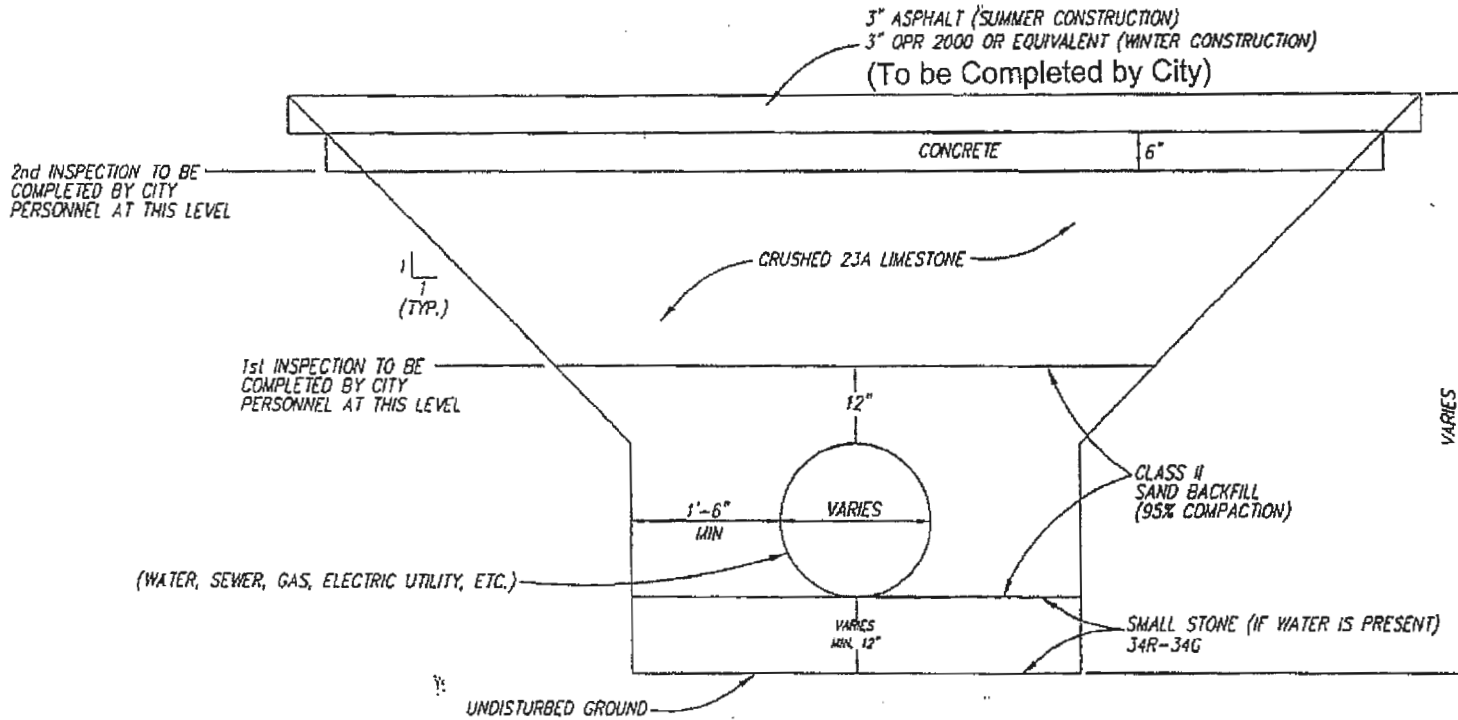 3" ASPHALT (SUMMER CONSTRUCTION)
3" OPR 2000 OR EQUIVALENT (WINTER CONSTRUCTION)
(To be Completed by City)
CONCRETE
6"
2nd INSPECTION TO BE
COMPLETED BY CITY
PERSONNEL AT THIS LEVEL
CRUSHED 23A LIMESTONE
1
1
(TYP.)
1st INSPECTION TO BE
COMPLETED BY CITY
PERSONNEL AT THIS LEVEL
12"
VARIES
CLASS II
SAND BACKFILL
(95% COMPACTION)
1'-6"
MIN
VARIES
(WATER, SEWER, GAS, ELECTRIC UTILITY, ETC.)
VARIES
MIN. 12"
SMALL STONE (IF WATER IS PRESENT)
34R-34G
UNDISTURBED GROUND